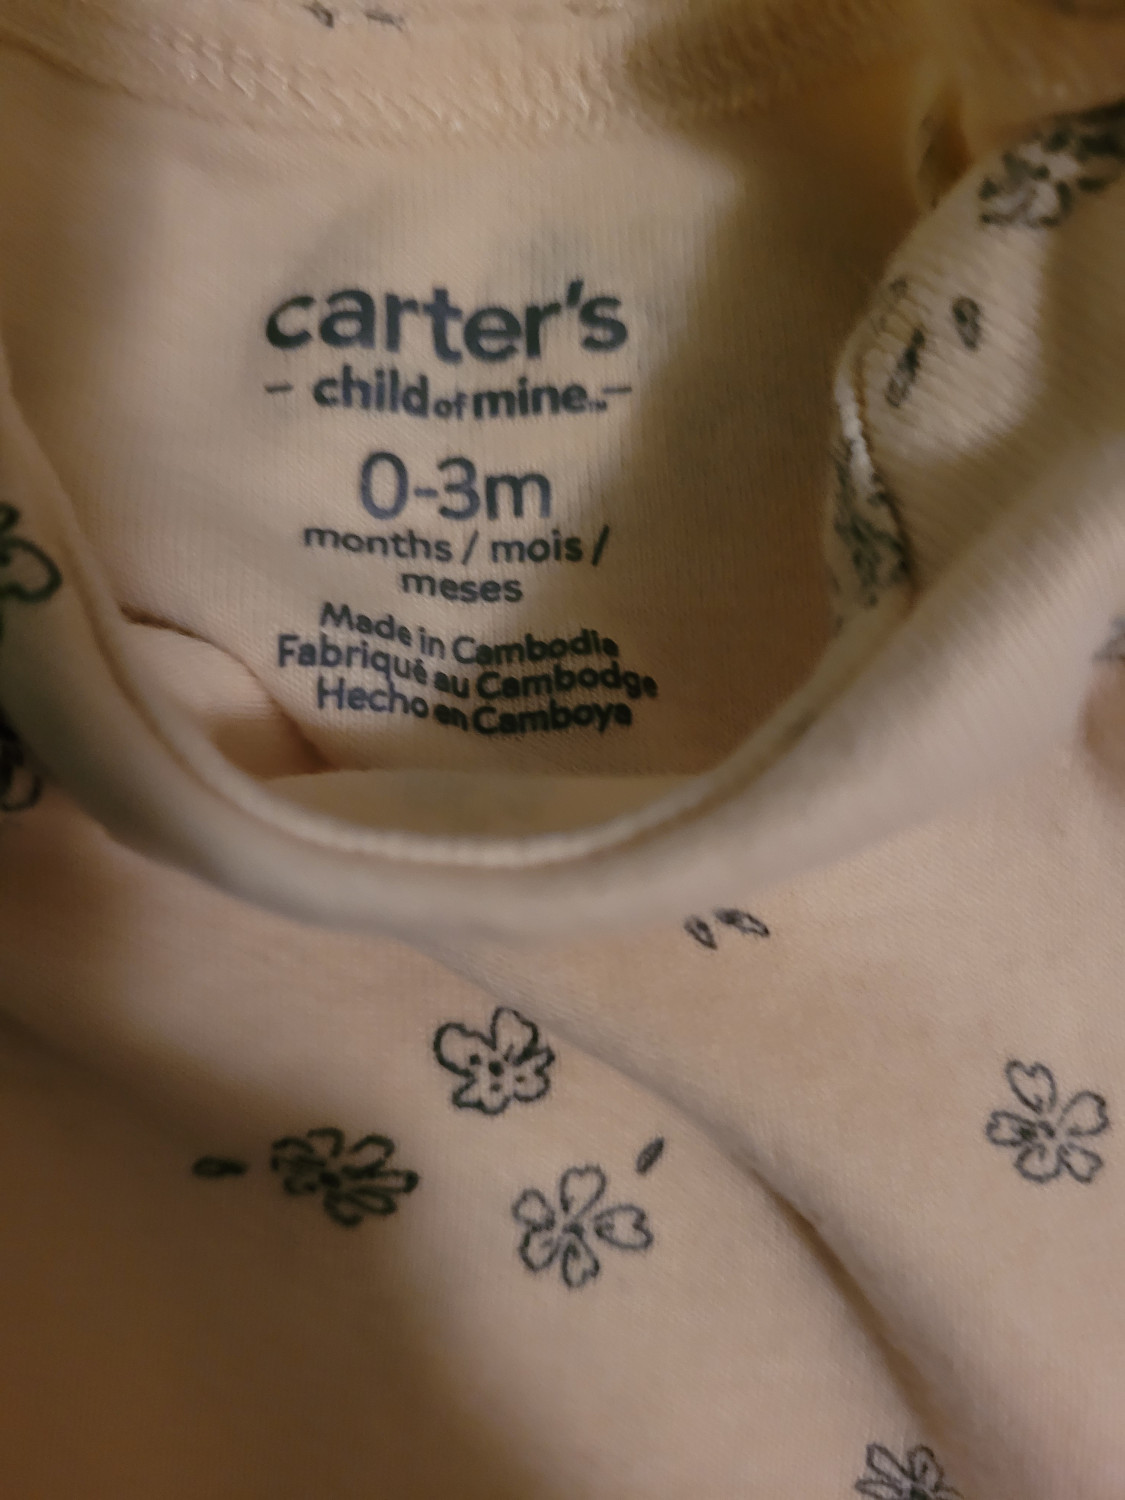 carter's
- child of mine -
0-3m
months / mois /
meses
Made in Cambodia
Fabriqué au Cambodge
Hecho en Camboya